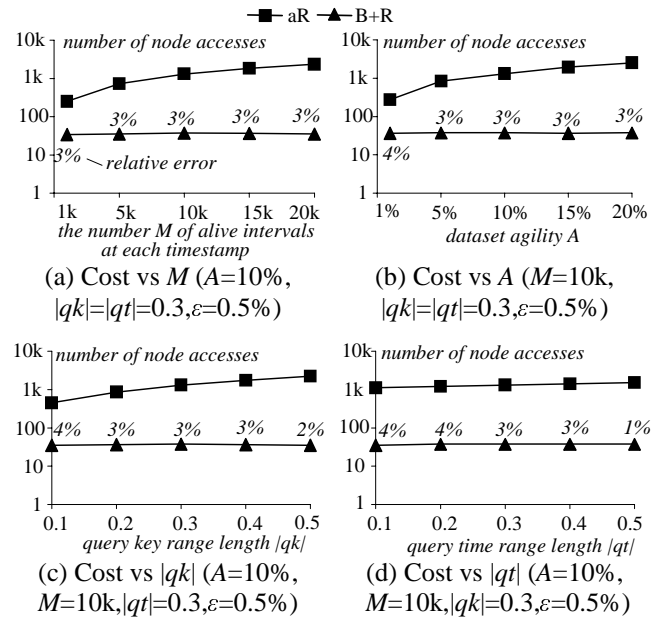 aR B+R
number of node accesses
10k
1k
100
10
1
3% 3% 3% 3%
3% relative error
1k 5k 10k 15k 20k
the number M of alive intervals
at each timestamp
(a) Cost vs M (A=10%,
|qk|=|qt|=0.3,ε=0.5%)
number of node accesses
10k
1k
100
10
1
3% 3% 3% 3%
4%
1% 5% 10% 15% 20%
dataset agility A
(b) Cost vs A (M=10k,
|qk|=|qt|=0.3,ε=0.5%)
number of node accesses
10k
1k
100
10
1
4% 3% 3% 3% 2%
0.1 0.2 0.3 0.4 0.5
query key range length |qk|
(c) Cost vs |qk| (A=10%,
M=10k,|qt|=0.3,ε=0.5%)
number of node accesses
10k
1k
100
10
1
4% 4% 3% 3% 1%
0.1 0.2 0.3 0.4 0.5
query time range length |qt|
(d) Cost vs |qt| (A=10%,
M=10k,|qk|=0.3,ε=0.5%)